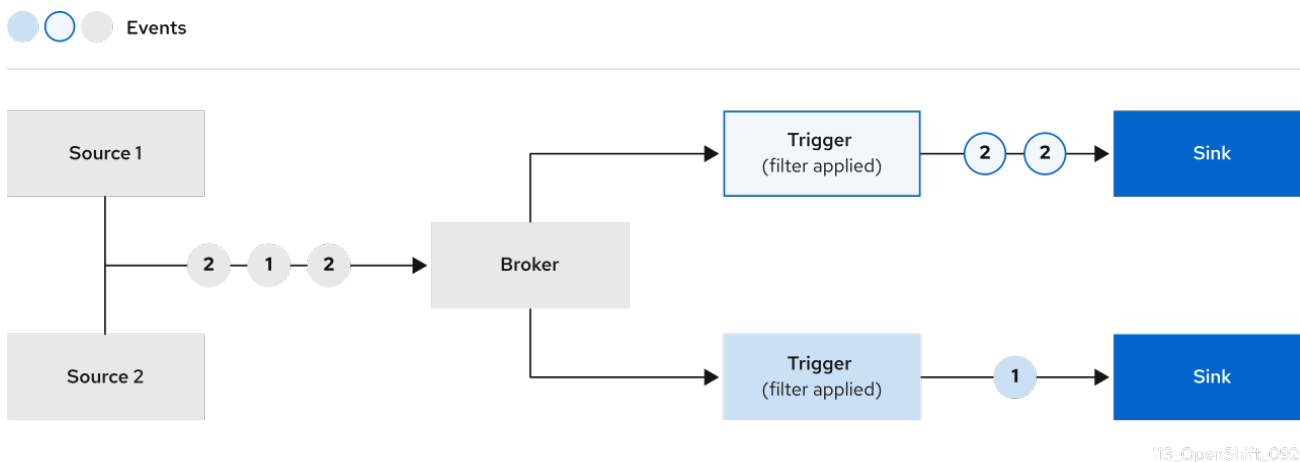 Events
Source 1
Trigger
(filter applied)
2
2
Sink
2
1
2
Broker
Source 2
Trigger
(filter applied)
1
Sink
113_OpenShift_092